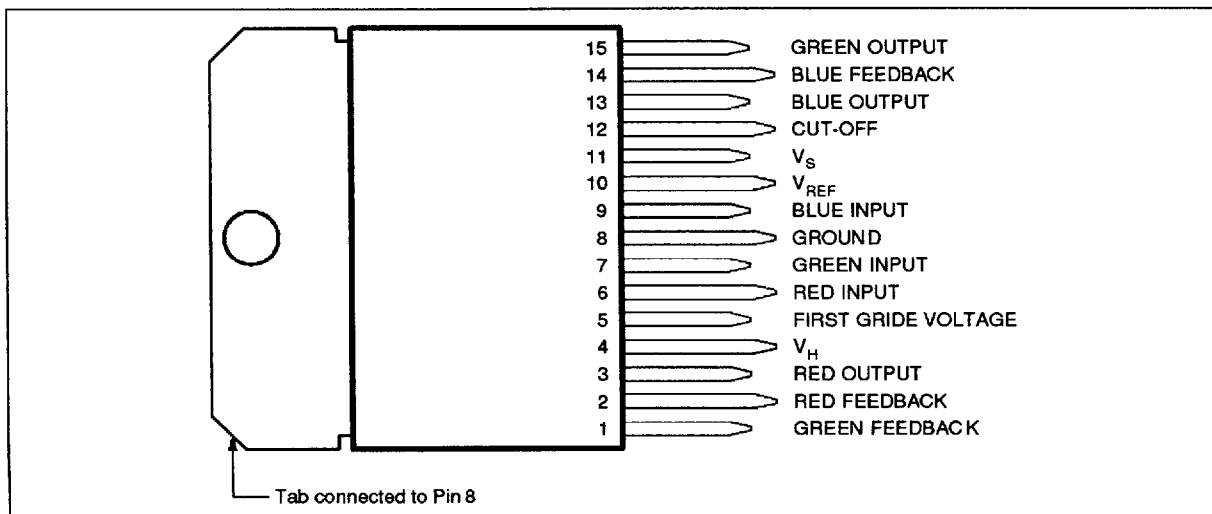 15 GREEN OUTPUT
14 BLUE FEEDBACK
13 BLUE OUTPUT
12 CUT-OFF
11 VS
10 VREF
9 BLUE INPUT
8 GROUND
7 GREEN INPUT
6 RED INPUT
5 FIRST GRIDE VOLTAGE
4 VH
3 RED OUTPUT
2 RED FEEDBACK
1 GREEN FEEDBACK
Tab connected to Pin 8